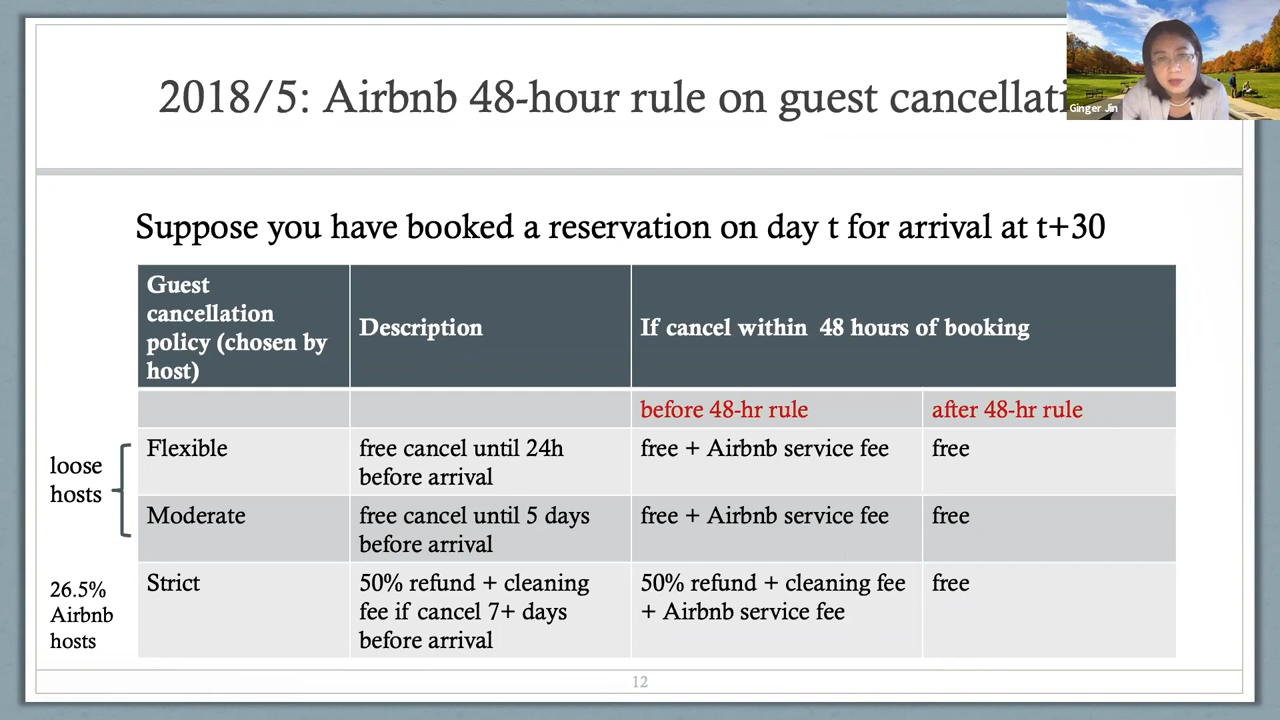 2018/5: Airbnb 48-hour rule on guest cancellati
Ginger Jin
Suppose you have booked a reservation on day t for arrival at t+30
Guest
cancellation
policy (chosen by
host)
Description
If cancel within 48 hours of booking
before 48-hr rule
after 48-hr rule
loose
hosts
Flexible
free cancel until 24h
before arrival
free + Airbnb service fee
free
Moderate
free cancel until 5 days
before arrival
free + Airbnb service fee
free
26.5%
Airbnb
hosts
Strict
50% refund + cleaning
fee if cancel 7+ days
before arrival
50% refund + cleaning fee
+ Airbnb service fee
free
12